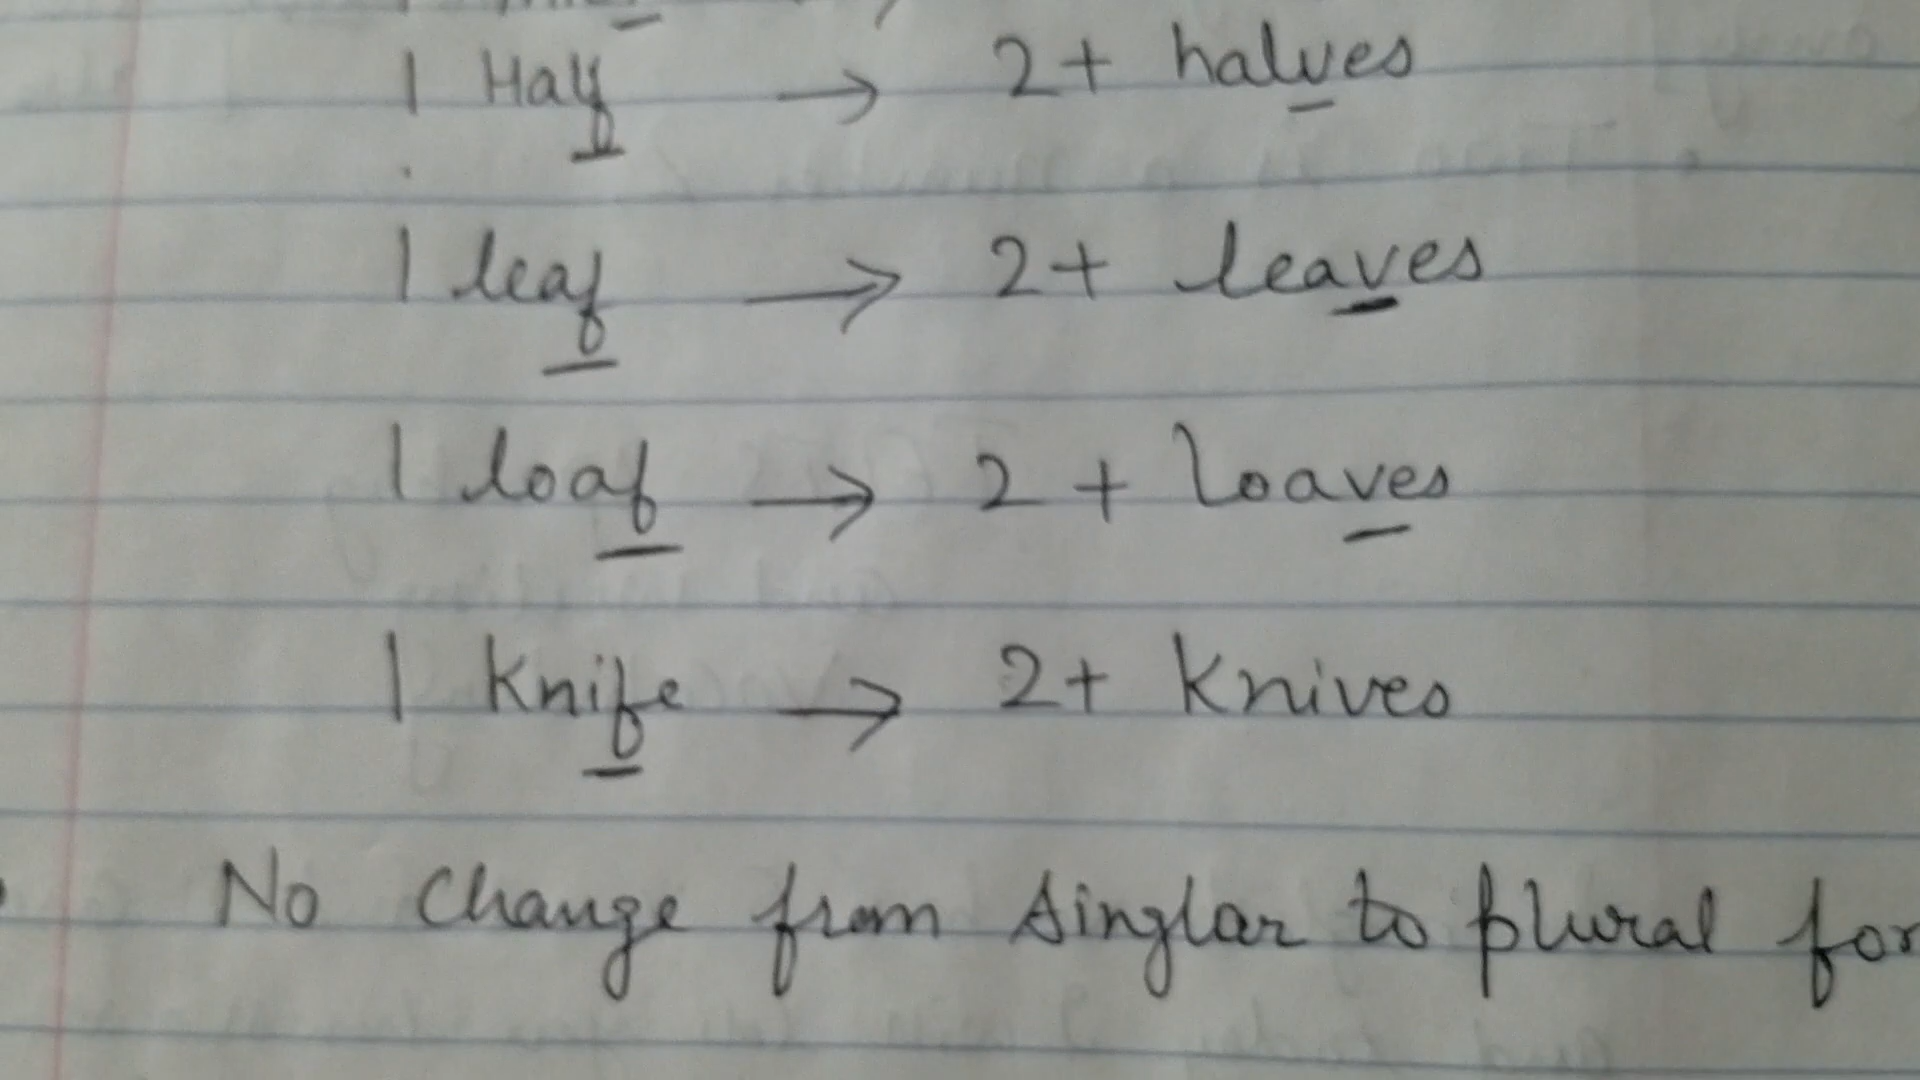 1 Half → 2+ halves
1 leaf → 2+ leaves
1 loaf → 2 + loaves
1 knife → 2+ knives
No change from singlar to plural for